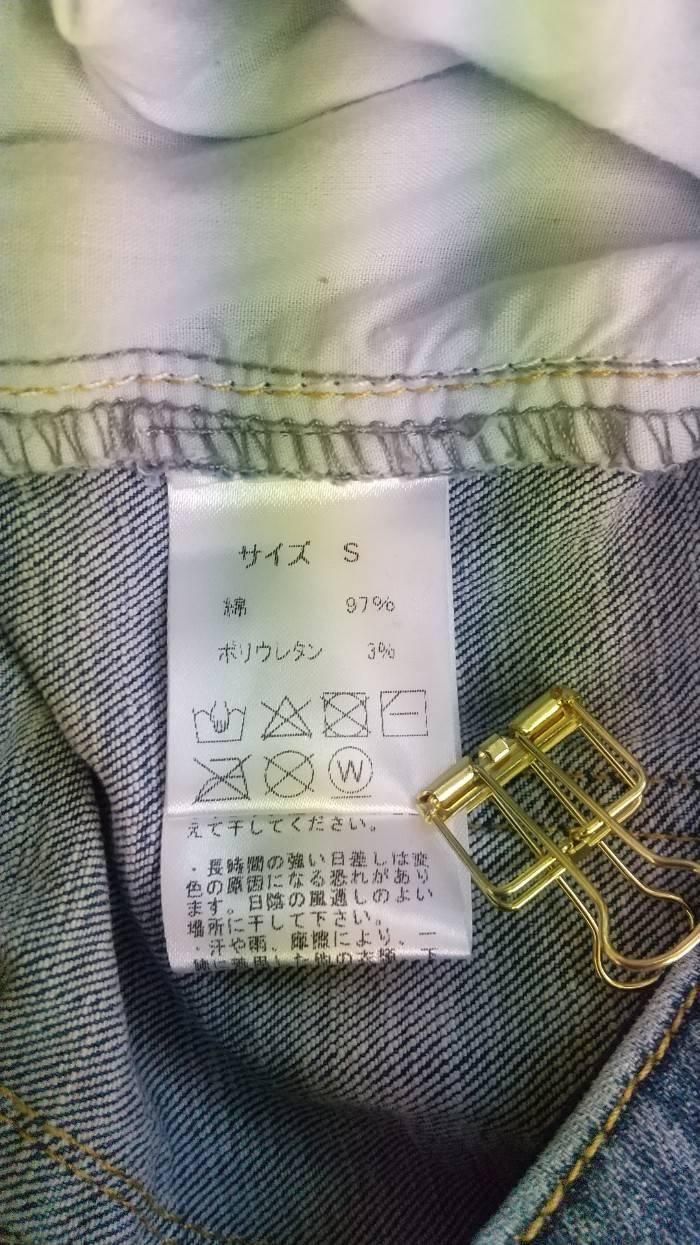 サイズ S
綿 97%
ポリウレタン 3%
W
えて干してください。
・長時間の強い日差しは変
色の原因になる恐れがあり
ます。日陰の風通しのよい
場所に干して下さい。
・汗や雨、摩擦により、一